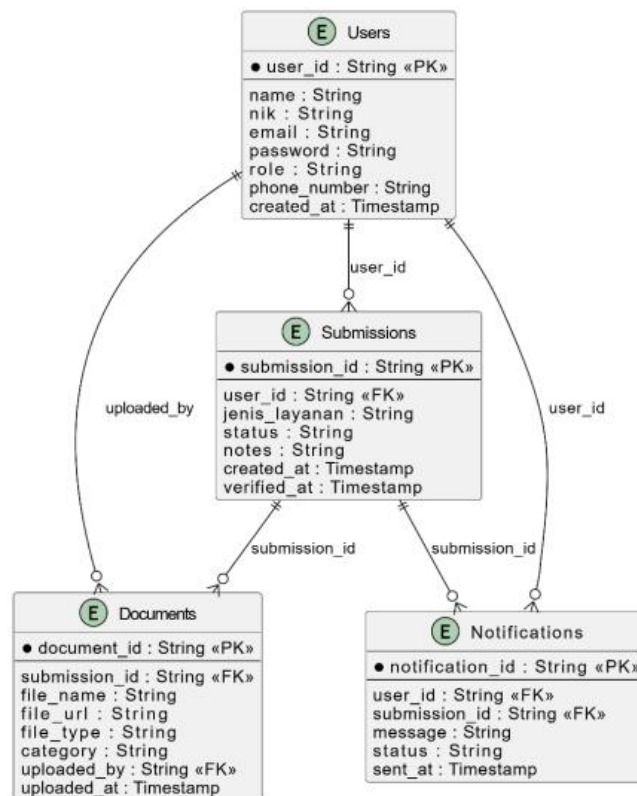 E Users
● user_id : String «PK»
name : String
nik : String
email : String
password : String
role : String
phone_number : String
created_at : Timestamp
user_id
uploaded_by
user_id
E Submissions
● submission_id : String «PK»
user_id : String «FK»
jenis_layanan : String
status : String
notes : String
created_at : Timestamp
verified_at : Timestamp
submission_id
submission_id
E Documents
● document_id : String «PK»
submission_id : String «FK»
file_name : String
file_url : String
file_type : String
category : String
uploaded_by : String «FK»
uploaded_at : Timestamp
E Notifications
● notification_id : String «PK»
user_id : String «FK»
submission_id : String «FK»
message : String
status : String
sent_at : Timestamp